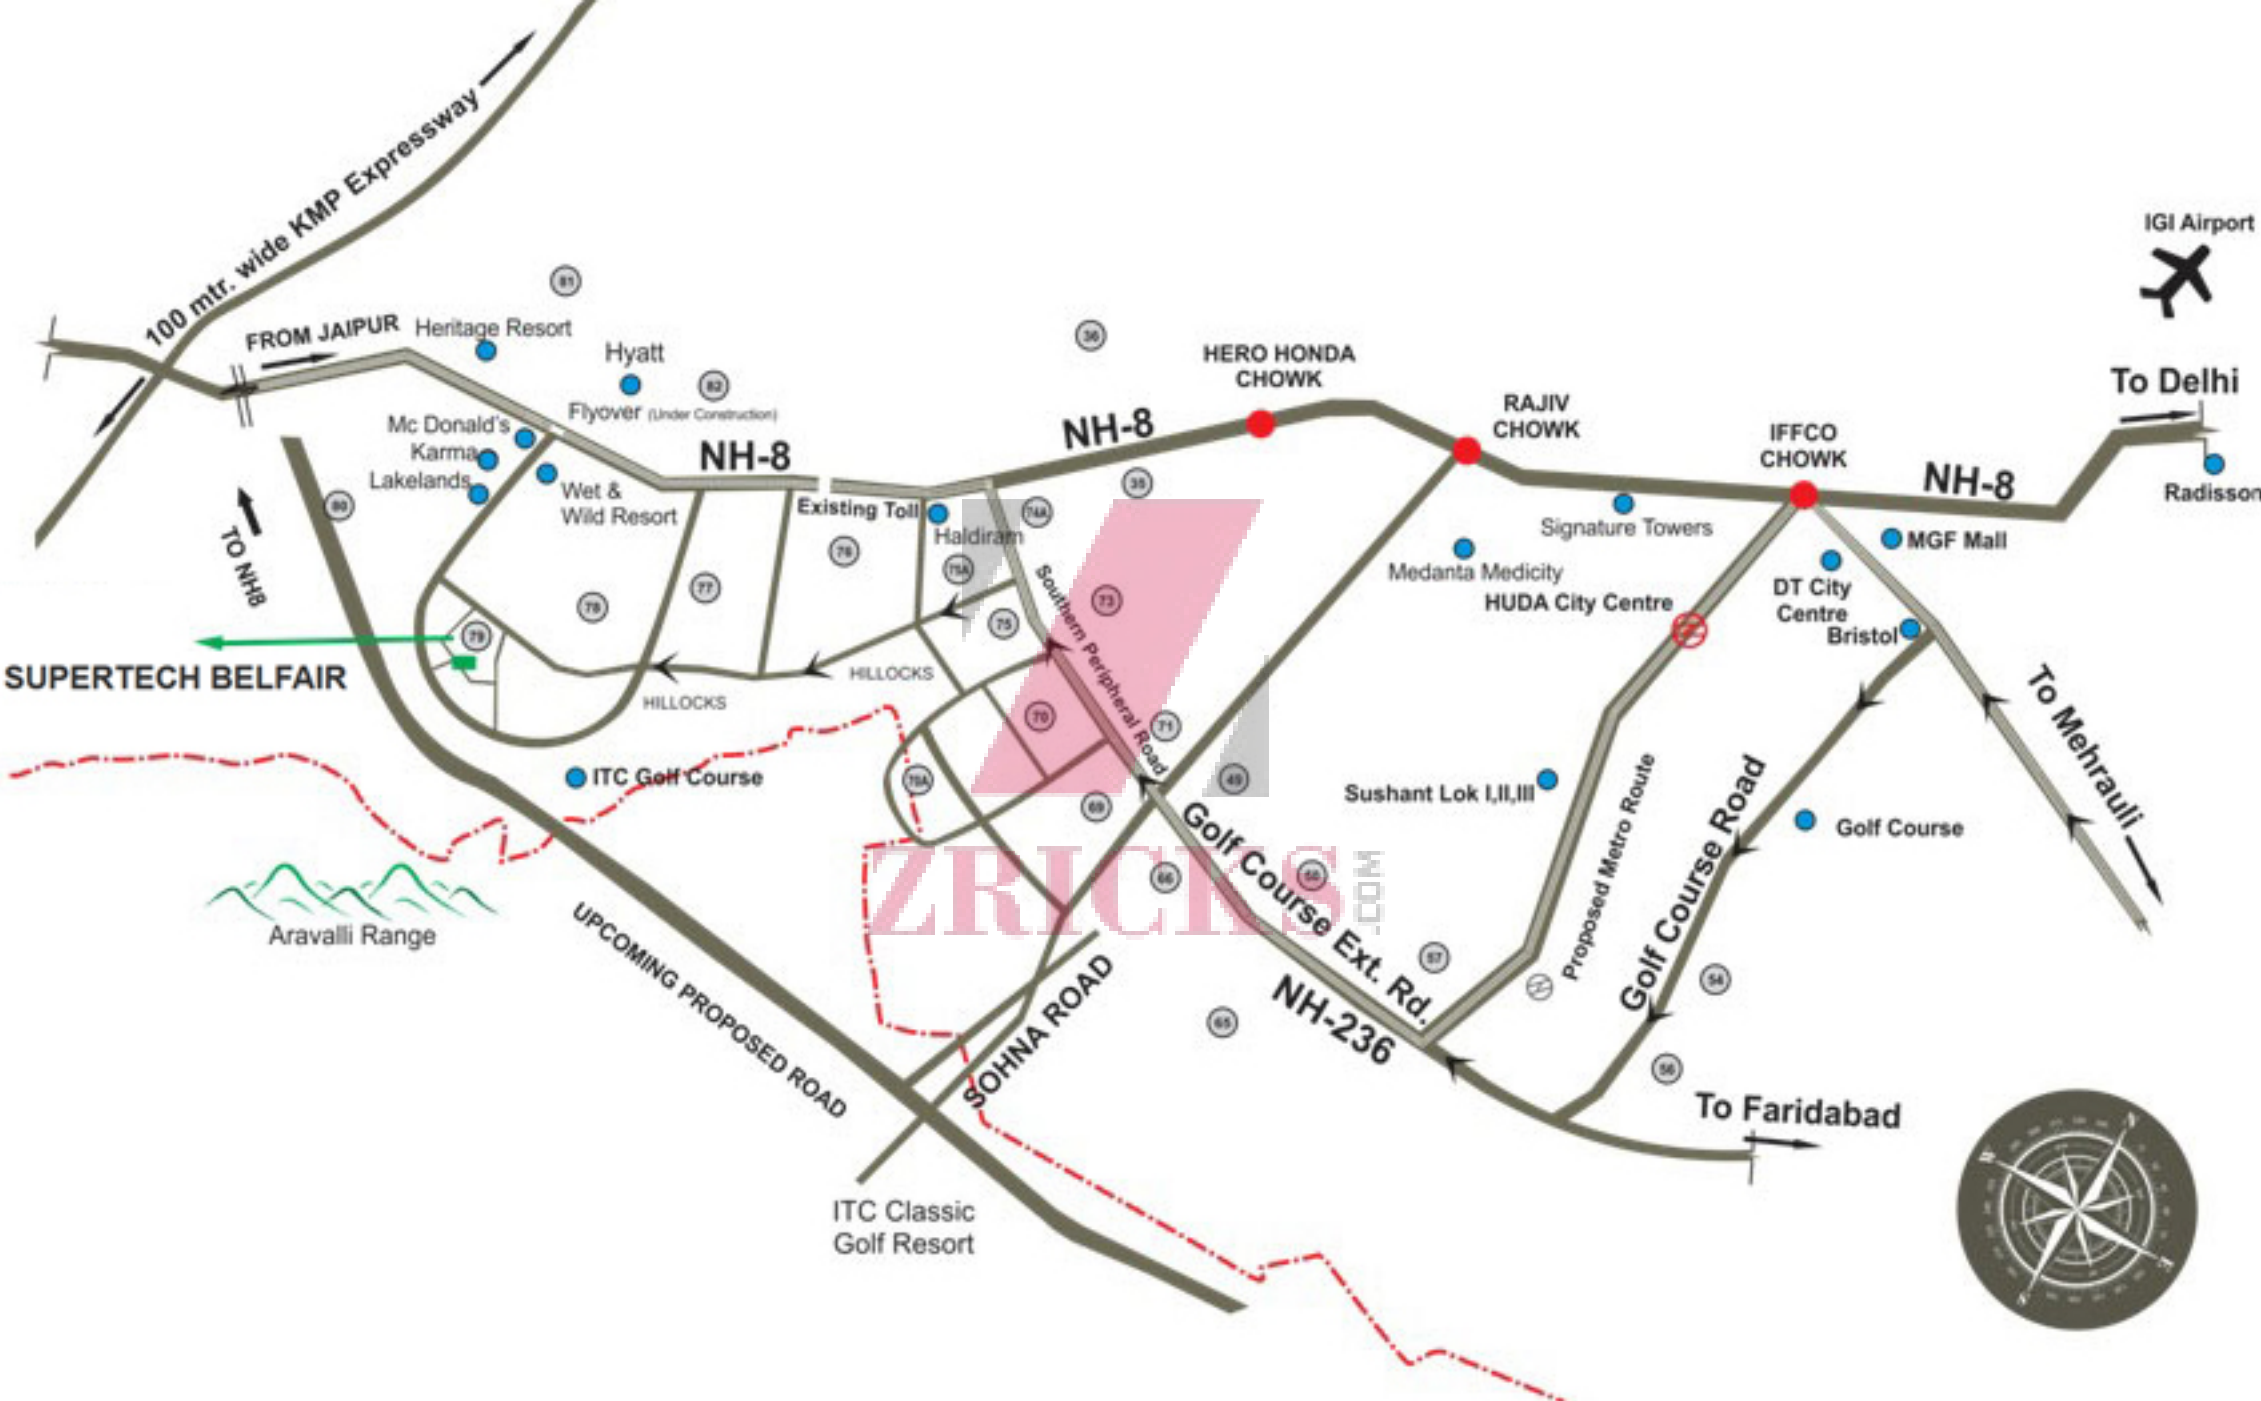 100 mtr. wide KMP Expressway
IGI Airport
FROM JAIPUR
Heritage Resort
81
Hyatt
82
Flyover (Under Construction)
36
HERO HONDA
CHOWK
RAJIV
CHOWK
IFFCO
CHOWK
To Delhi
Radisson
Mc Donald's
Karma
Lakelands
Wet &
Wild Resort
NH-8
NH-8
NH-8
Existing Toll
Haldiram
35
74A
Signature Towers
MGF Mall
Medanta Medicity
HUDA City Centre
DT City
Centre
Bristol
80
TO NH8
76
75A
77
78
73
75
79
SUPERTECH BELFAIR
HILLOCKS
HILLOCKS
Southern Peripheral Road
70
71
To Mehrauli
ITC Golf Course
70A
49
69
Sushant Lok I,II,III
Proposed Metro Route
Golf Course Road
Golf Course
Golf Course Ext. Rd.
66
ZRICKS
.COM
Aravalli Range
UPCOMING PROPOSED ROAD
57
54
SOHNA ROAD
NH-236
65
56
To Faridabad
ITC Classic
Golf Resort
N
W
E
S